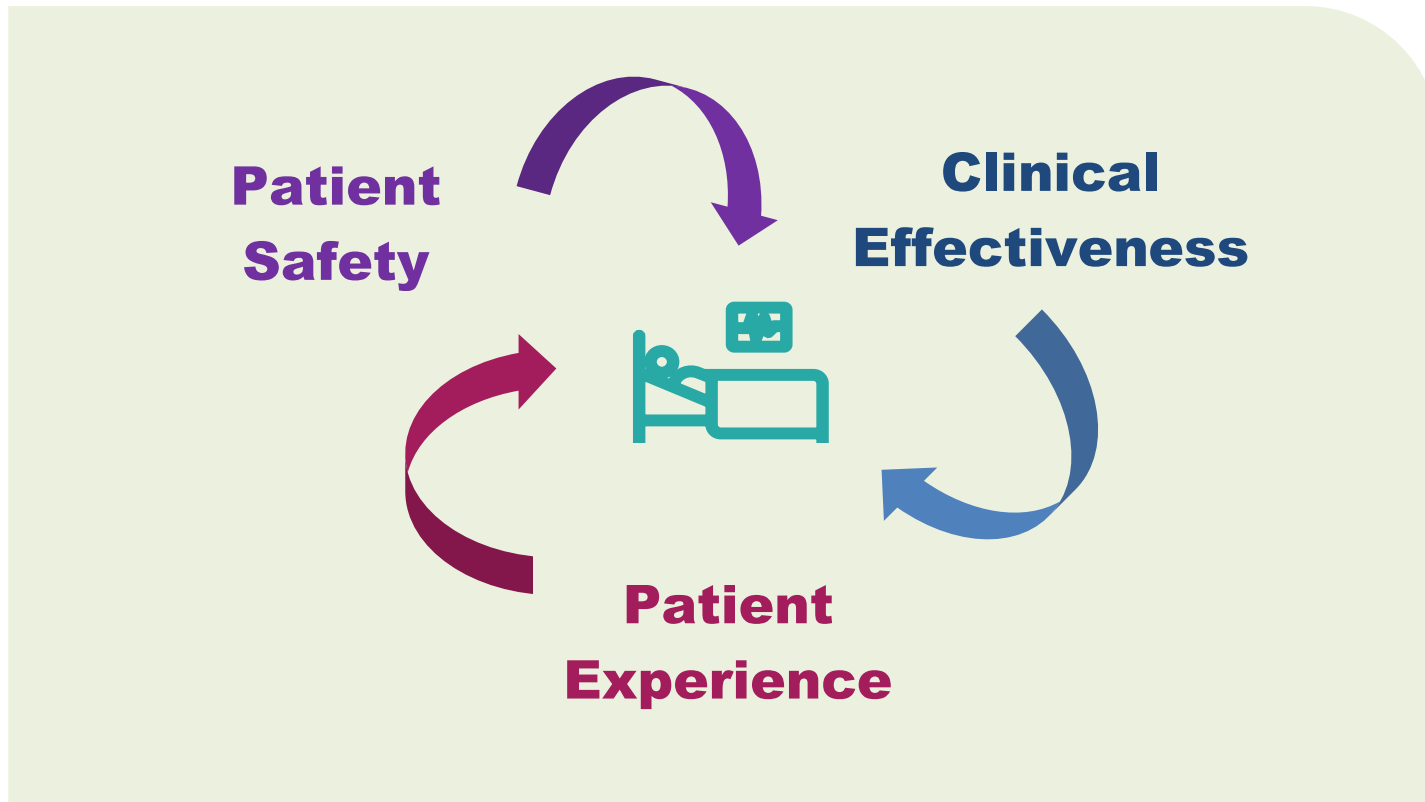 Patient
Safety
Clinical
Effectiveness
Patient
Experience